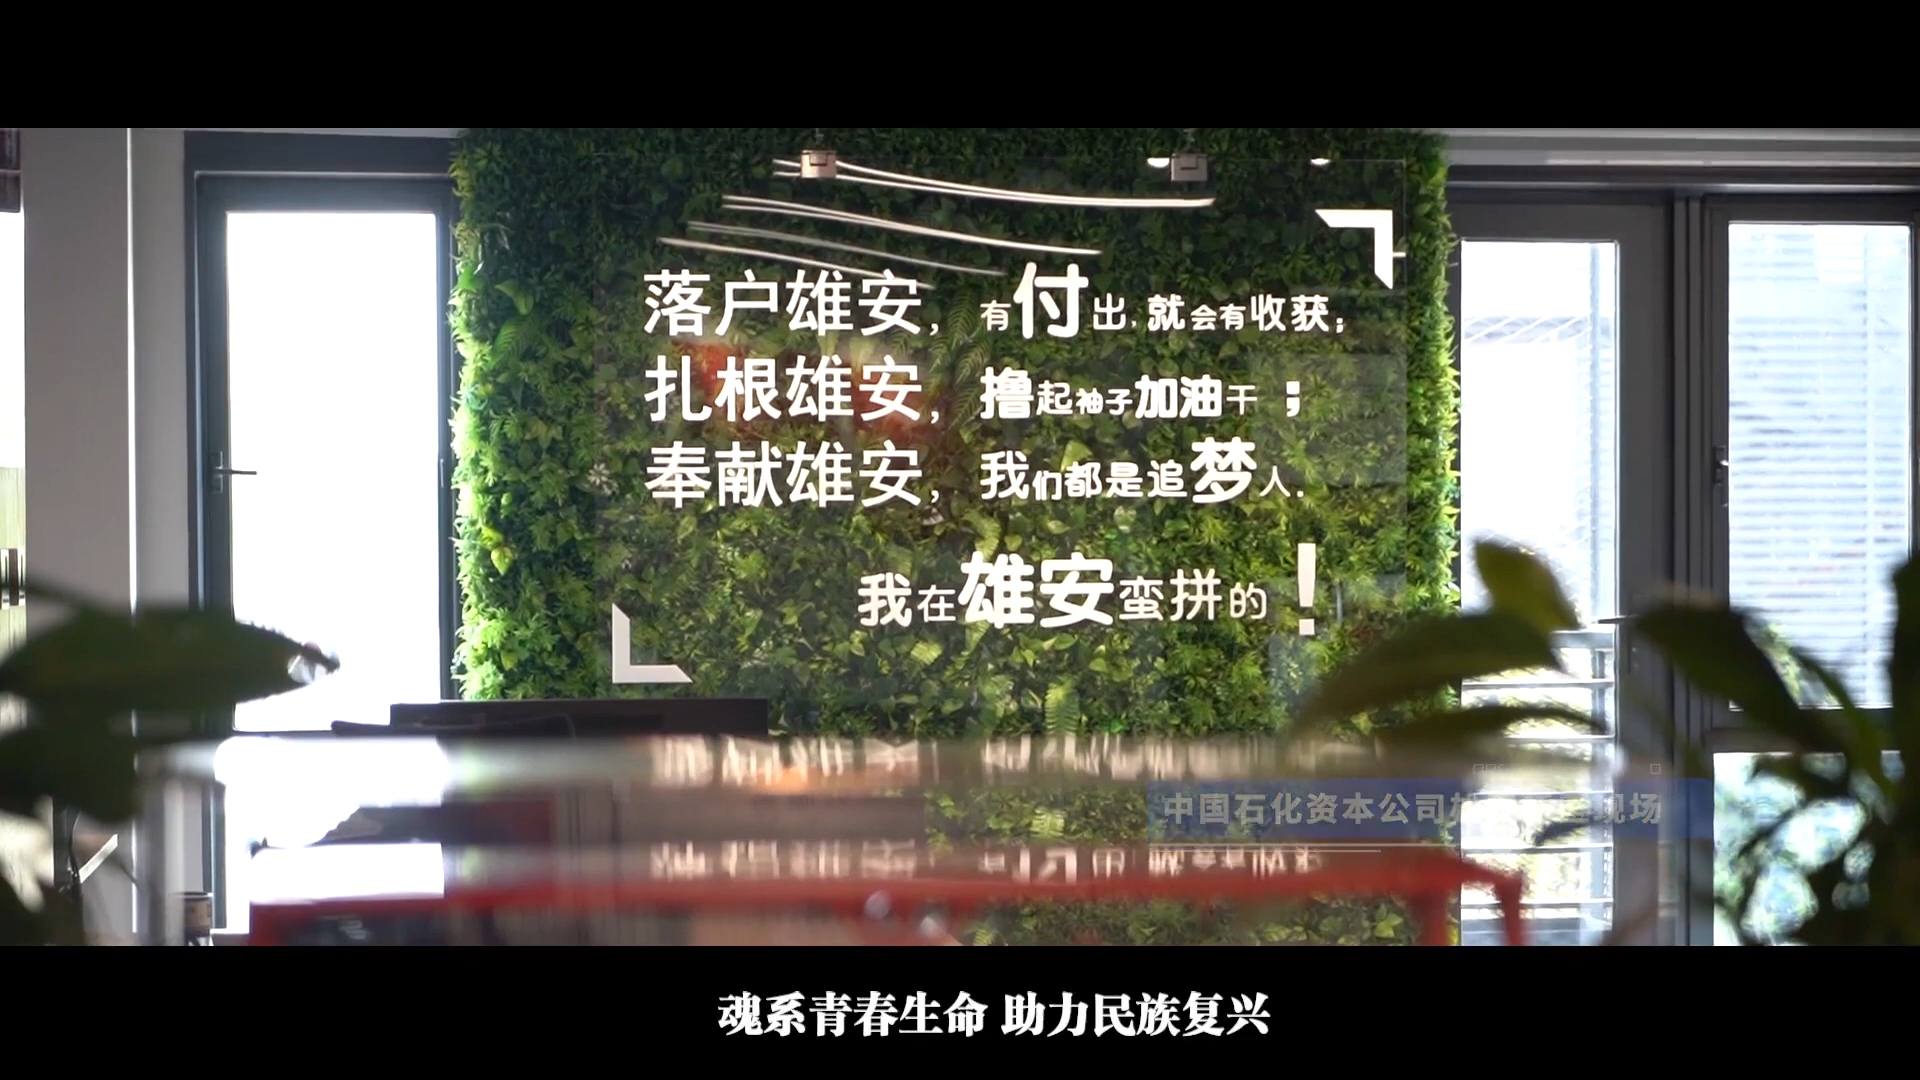 落户雄安，有付出，就会有收获；
扎根雄安，撸起袖子加油干；
奉献雄安，我们都是追梦人.
我在雄安蛮拼的！
中国石化资本公司 现场
魂系青春生命 助力民族复兴